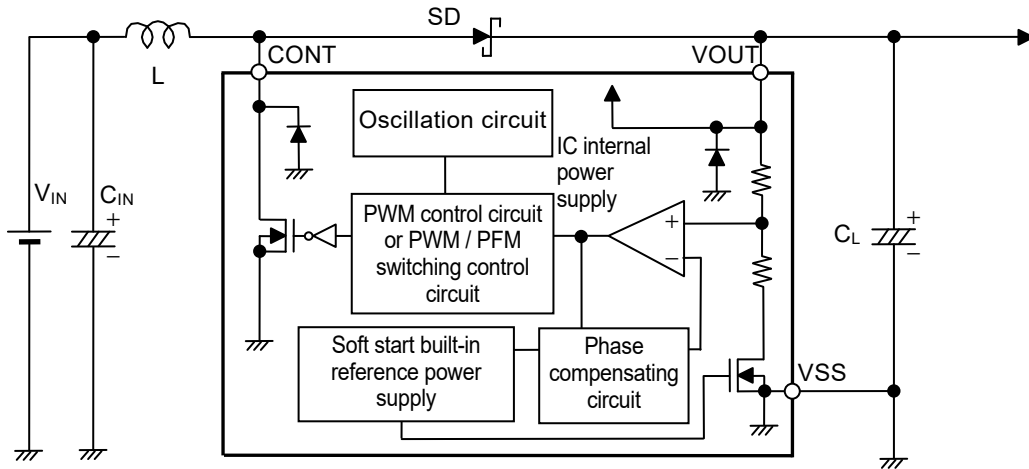 SD
CONT
VOUT
L
Oscillation circuit
IC internal
power
supply
VIN
CIN
+
−
PWM control circuit
or PWM / PFM
switching control
circuit
+
−
CL
+
−
Soft start built-in
reference power
supply
Phase
compensating
circuit
VSS